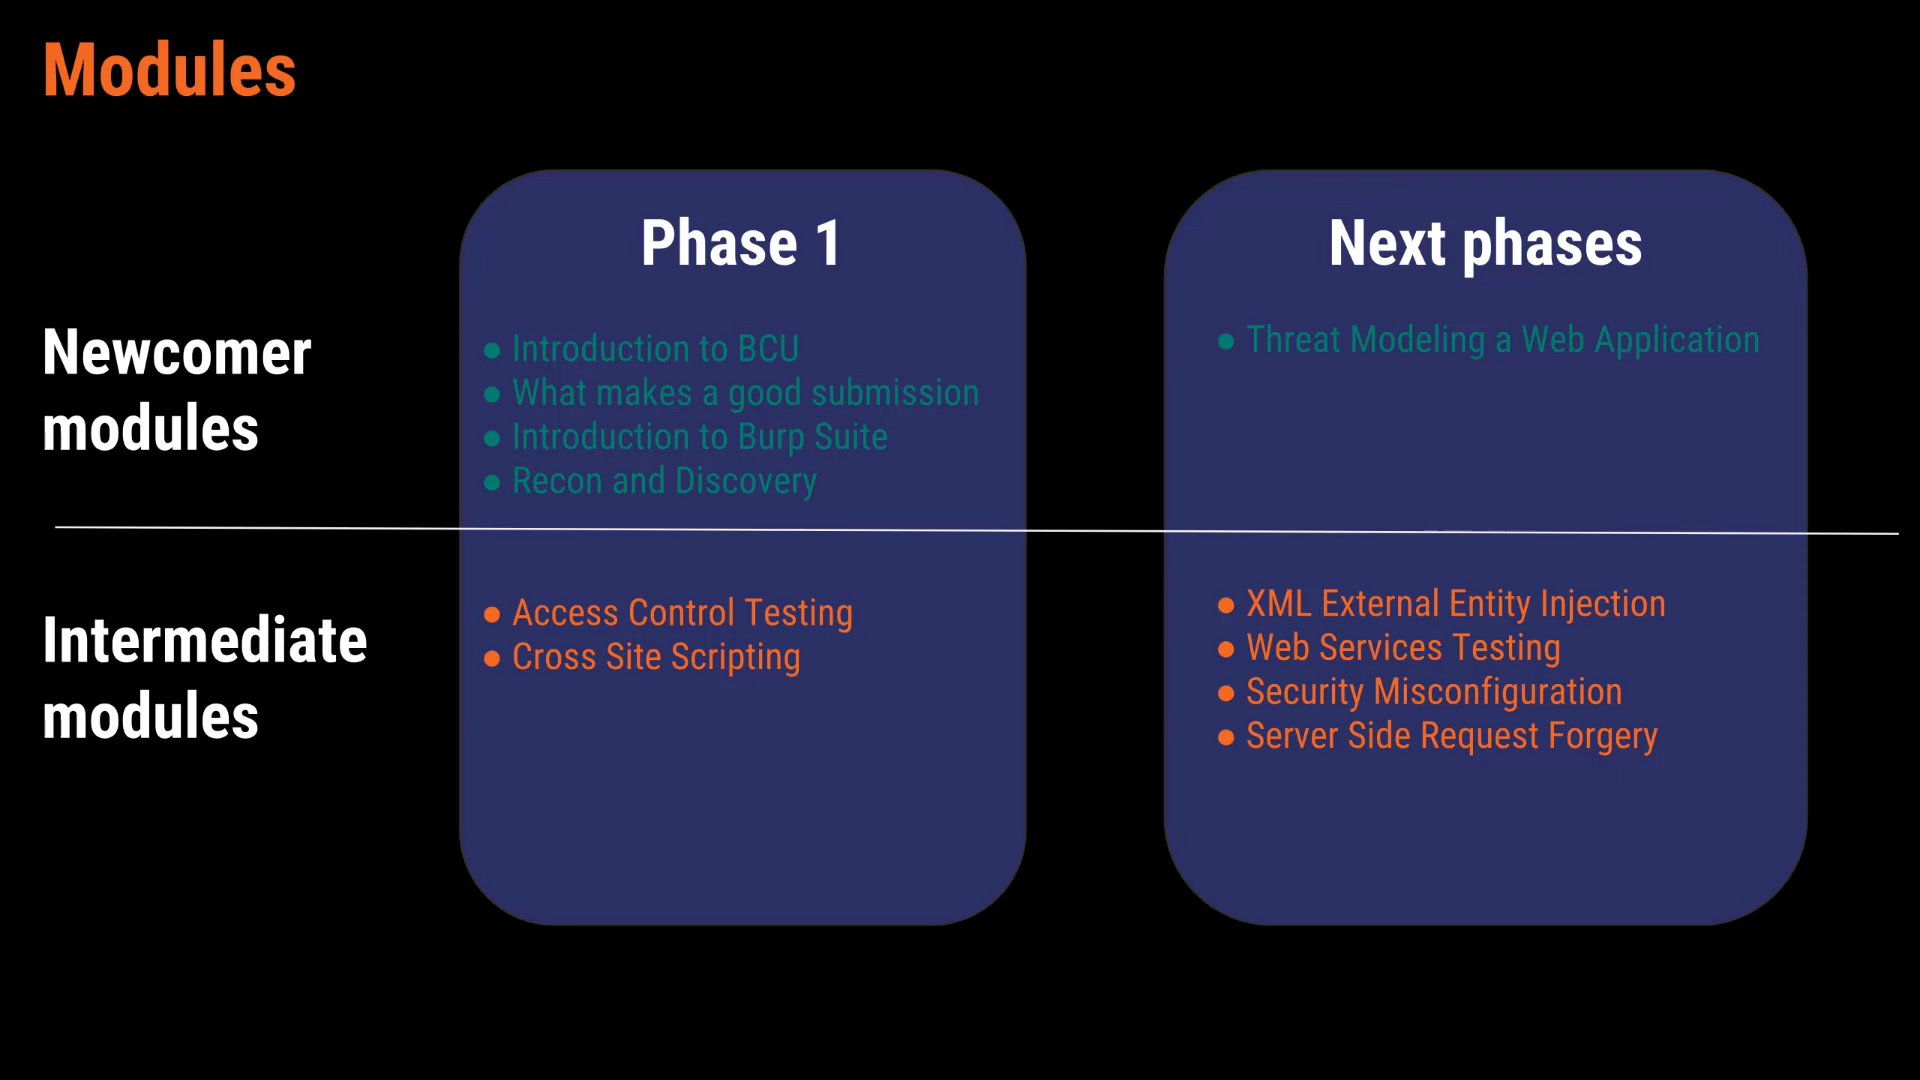 Modules
Phase 1
Next phases
Newcomer
modules
● Introduction to BCU
● What makes a good submission
● Introduction to Burp Suite
● Recon and Discovery
● Threat Modeling a Web Application
Intermediate
modules
● Access Control Testing
● Cross Site Scripting
● XML External Entity Injection
● Web Services Testing
● Security Misconfiguration
● Server Side Request Forgery